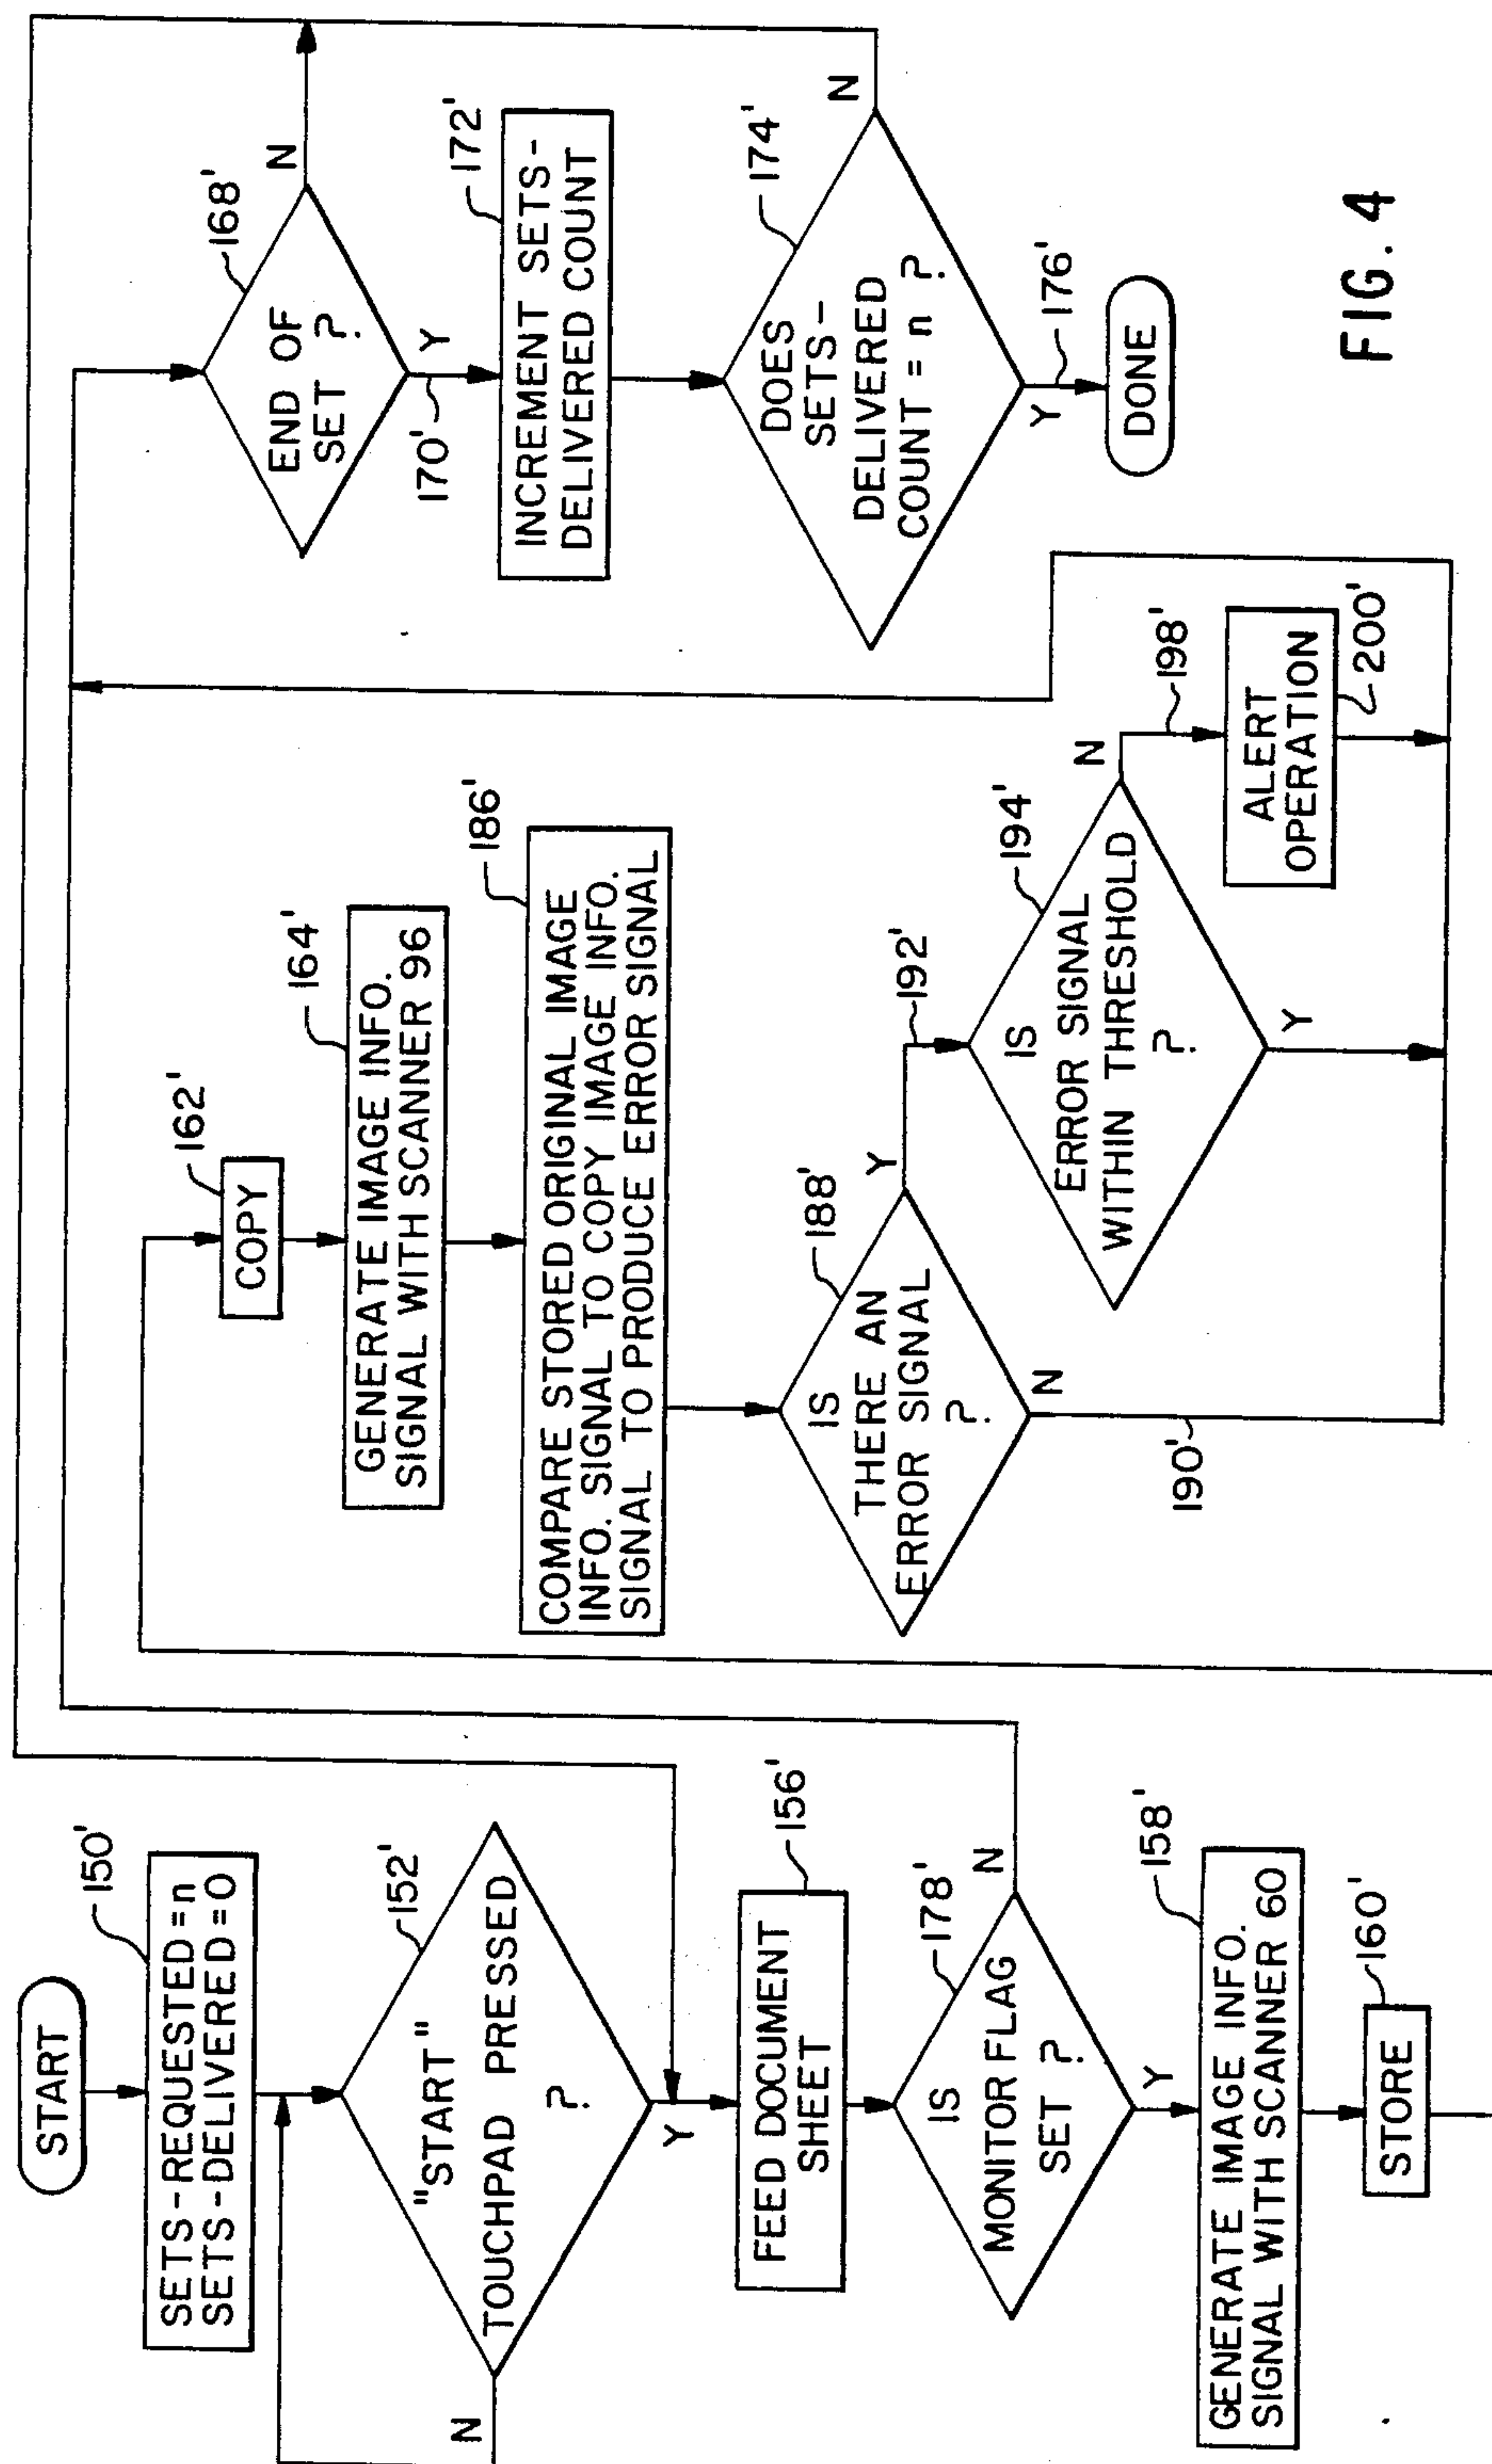 START
150'
SETS-REQUESTED=n
SETS-DELIVERED=0
152'
"START"
TOUCHPAD PRESSED
?
N
Y
156'
FEED DOCUMENT
SHEET
178'
IS
MONITOR FLAG
SET ?
N
Y
158'
GENERATE IMAGE INFO.
SIGNAL WITH SCANNER 60
160'
STORE
162'
COPY
164'
GENERATE IMAGE INFO.
SIGNAL WITH SCANNER 96
186'
COMPARE STORED ORIGINAL IMAGE
INFO. SIGNAL TO COPY IMAGE INFO.
SIGNAL TO PRODUCE ERROR SIGNAL
188'
IS
THERE AN
ERROR SIGNAL
?
N
190'
Y
192'
194'
IS
ERROR SIGNAL
WITHIN THRESHOLD
?
Y
N
198'
ALERT
OPERATION
200'
168'
END OF
SET ?
N
170'
Y
172'
INCREMENT SETS-
DELIVERED COUNT
174'
DOES
SETS-
DELIVERED
COUNT = n ?
N
Y
176'
DONE
FIG. 4